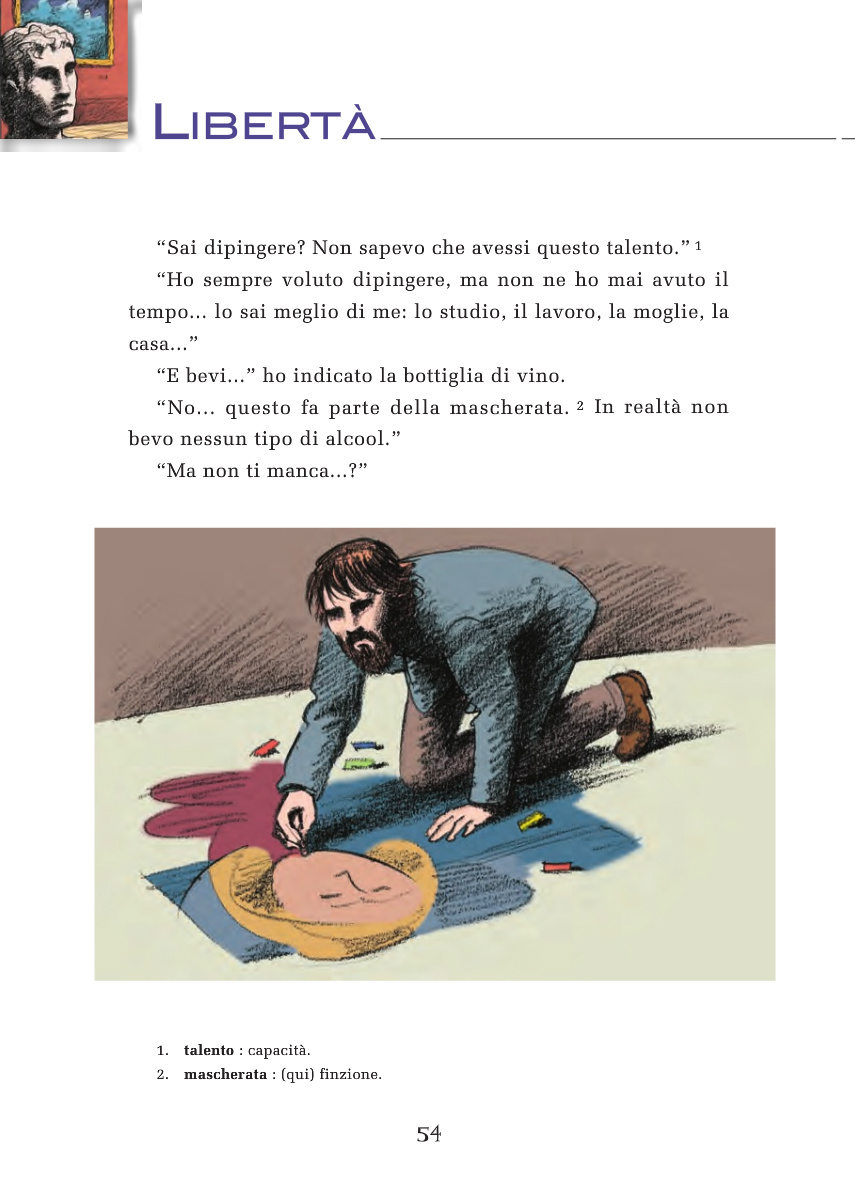 LIBERTÀ
“Sai dipingere? Non sapevo che avessi questo talento.” 1
“Ho sempre voluto dipingere, ma non ne ho mai avuto il
tempo... lo sai meglio di me: lo studio, il lavoro, la moglie, la
casa...”
“E bevi...” ho indicato la bottiglia di vino.
“No... questo fa parte della mascherata. 2 In realtà non
bevo nessun tipo di alcool.”
“Ma non ti manca...?”
1. talento : capacità.
2. mascherata : (qui) finzione.
54